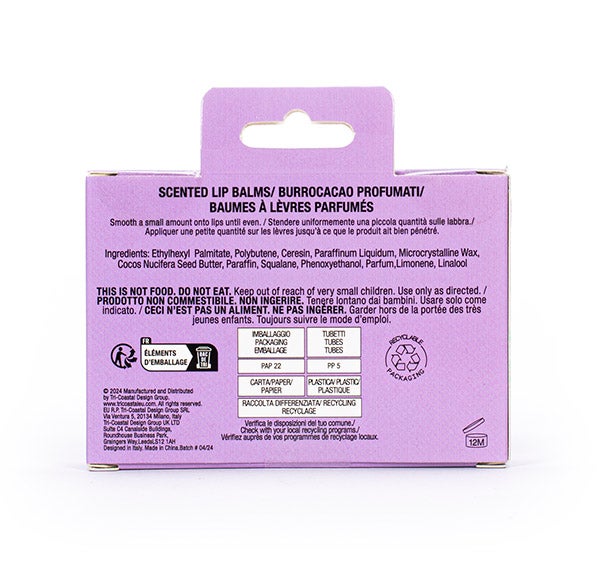 SCENTED LIP BALMS/ BURROCACAO PROFUMATI/
BAUMES À LÈVRES PARFUMÉS
Smooth a small amount onto lips until even. / Stendere uniformemente una piccola quantità sulle labbra./
Appliquer une petite quantité sur les lèvres jusqu'à ce que le produit ait bien pénétré.
Ingredients: Ethylhexyl Palmitate, Polybutene, Ceresin, Paraffinum Liquidum, Microcrystalline Wax,
Cocos Nucifera Seed Butter, Paraffin, Squalane, Phenoxyethanol, Parfum,Limonene, Linalool
THIS IS NOT FOOD. DO NOT EAT. Keep out of reach of very small children. Use only as directed. /
PRODOTTO NON COMMESTIBILE. NON INGERIRE. Tenere lontano dai bambini. Usare solo come
indicato. / CECI N'EST PAS UN ALIMENT. NE PAS INGÉRER. Garder hors de la portée des très
jeunes enfants. Toujours suivre le mode d'emploi.
FR
ÉLÉMENTS
D'EMBALLAGE
BAC
DE
TRI
IMBALLAGGIO
PACKAGING
EMBALLAGE
TUBETTI
TUBES
TUBES
PAP 22
PP 5
CARTA/PAPER/
PAPIER
PLASTICA/ PLASTIC/
PLASTIQUE
RACCOLTA DIFFERENZIATA/ RECYCLING
RECYCLAGE
Verifica le disposizioni del tuo comune./
Check with your local recycling programs./
Vérifiez auprès de vos programmes de recyclage locaux.
RECYCLABLE
PACKAGING
© 2024 Manufactured and Distributed
by Tri-Coastal Design Group,
www.tricoastaleu.com. All rights reserved.
EU R.P. Tri-Coastal Design Group SRL
Via Ventura 5, 20134 Milano, Italy
Tri-Coastal Design Group UK LTD
Suite C4 Canalside Buildings,
Roundhouse Business Park,
Graingers Way,Leeds,LS12 1AH
Designed in Italy. Made in China,Batch # 04/24
12M